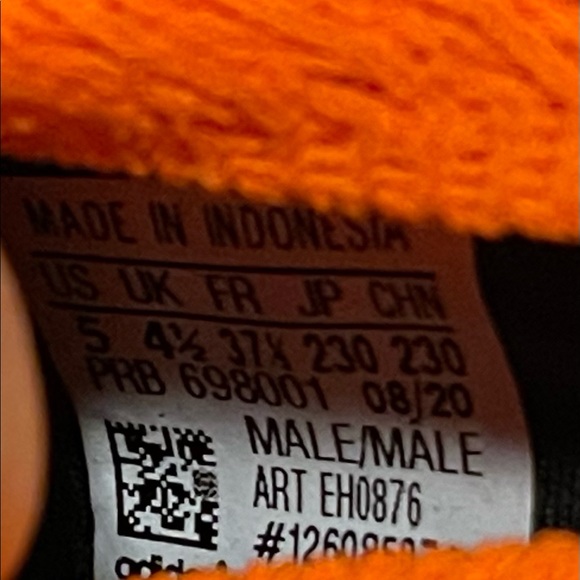 MADE IN INDONESIA
US UK FR JP CHN
5 4½ 37⅓ 230 230
PRB 698001 08/20
MALE/MALE
ART EH0876